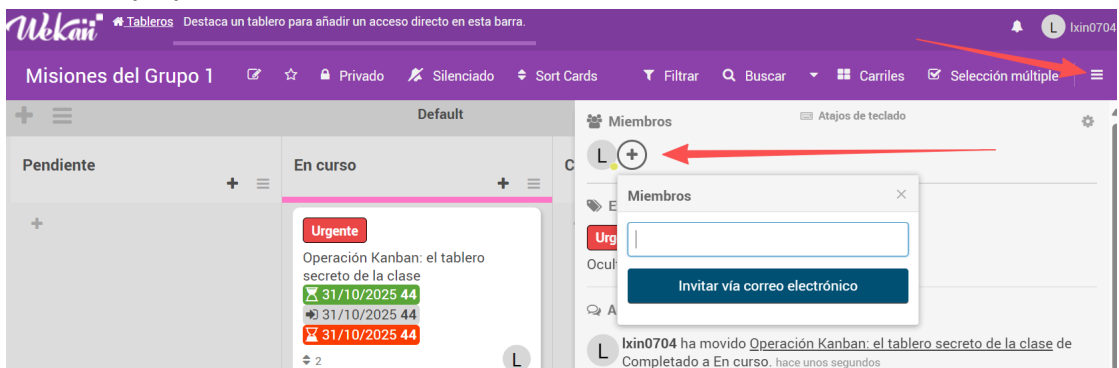 Wekan Tableros Destaca un tablero para añadir un acceso directo en esta barra. L lxin0704
Misiones del Grupo 1 Privado Silenciado Sort Cards Filtrar Buscar Carriles Selección múltiple
Default
Pendiente
En curso
C
Urgente
Operación Kanban: el tablero
secreto de la clase
31/10/2025 44
31/10/2025 44
31/10/2025 44
2 L
Miembros Atajos de teclado
L
E
Urg
Ocul
A
Miembros
Invitar vía correo electrónico
L lxin0704 ha movido Operación Kanban: el tablero secreto de la clase de
Completado a En curso. hace unos segundos